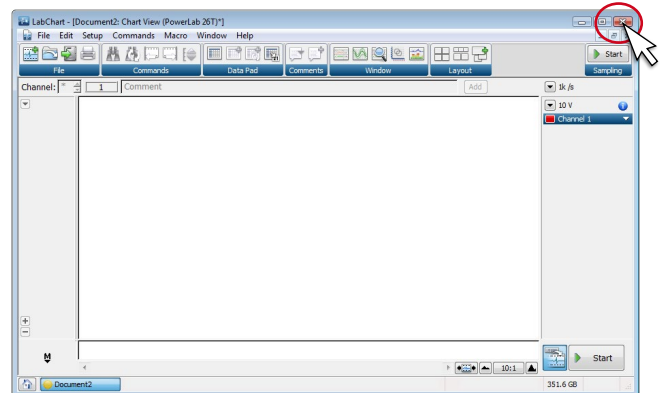 LabChart - [Document2: Chart View (PowerLab 26T)*]
File Edit Setup Commands Macro Window Help
Start
File Commands Data Pad Comments Window Layout Sampling
Channel: * 1 Comment Add 1k /s
10 V
Channel 1
M
10:1 Start
Document2 351.6 GB